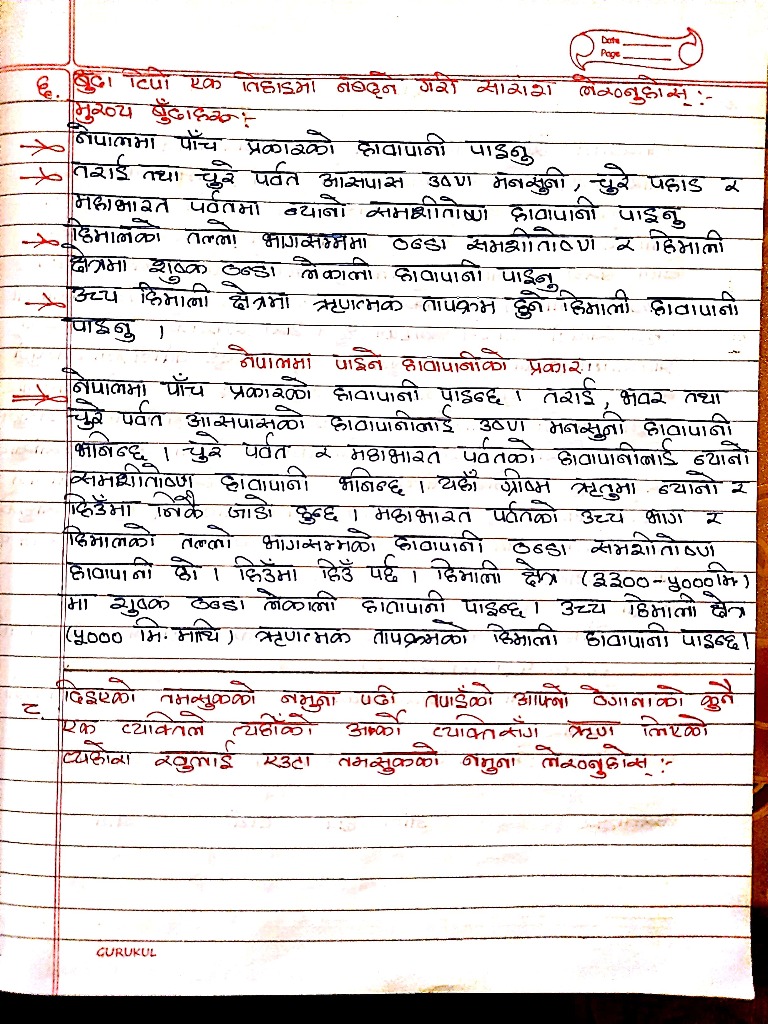 Date
Page
६. बुँदा टिपी एक तिहाइमा नबढ्ने गरी सारांश लेख्नुहोस् :-
मुख्य बुँदाहरू :-
नेपालमा पाँच प्रकारको हावापानी पाइनु
तराई तथा चुरे पर्वत आसपास उष्ण मनसुनी, चुरे पहाड र
महाभारत पर्वतमा न्यानो समशीतोष्ण हावापानी पाइनु
हिमालको तल्लो भागसम्ममा ठण्डा समशीतोष्ण र हिमाली
क्षेत्रमा शुष्क ठण्डा लेकाली हावापानी पाइनु
उच्च हिमाली क्षेत्रमा ऋणत्मक तापक्रम हुने हिमाली हावापानी
पाइनु ।
नेपालमा पाइने हावापानीको प्रकार
नेपालमा पाँच प्रकारको हावापानी पाइन्छ । तराई, भवर तथा
चुरे पर्वत आसपासको हावापानीलाई उष्ण मनसुनी हावापानी
भनिन्छ । चुरे पर्वत र महाभारत पर्वतको हावापानीलाई न्यानो
समशीतोष्ण हावापानी भनिन्छ । यहाँ ग्रीष्म ऋतुमा न्यानो र
हिउँमा निकै जाडो हुन्छ । महाभारत पर्वतको उच्च भाग र
हिमालको तल्लो भागसम्मको हावापानी ठण्डा समशीतोष्ण
हावापानी हो । हिउँमा हिउँ पर्छ । हिमाली क्षेत्र (३३००-५००० मि)
मा शुष्क ठण्डा लेकाली हावापानी पाइन्छ । उच्च हिमाली क्षेत्र
(५००० मि. माथि) ऋणत्मक तापक्रमको हिमाली हावापानी पाइन्छ ।
८. दिइएको तमसुकको नमुना पढी तपाईंको आफ्नो ठेगानाको कुनै
एक व्यक्तिले त्यहीँको अर्को व्यक्तिसँग ऋण लिएको
व्यहोरा खुलाई एउटा तमसुकको नमुना लेख्नुहोस् :-
GURUKUL